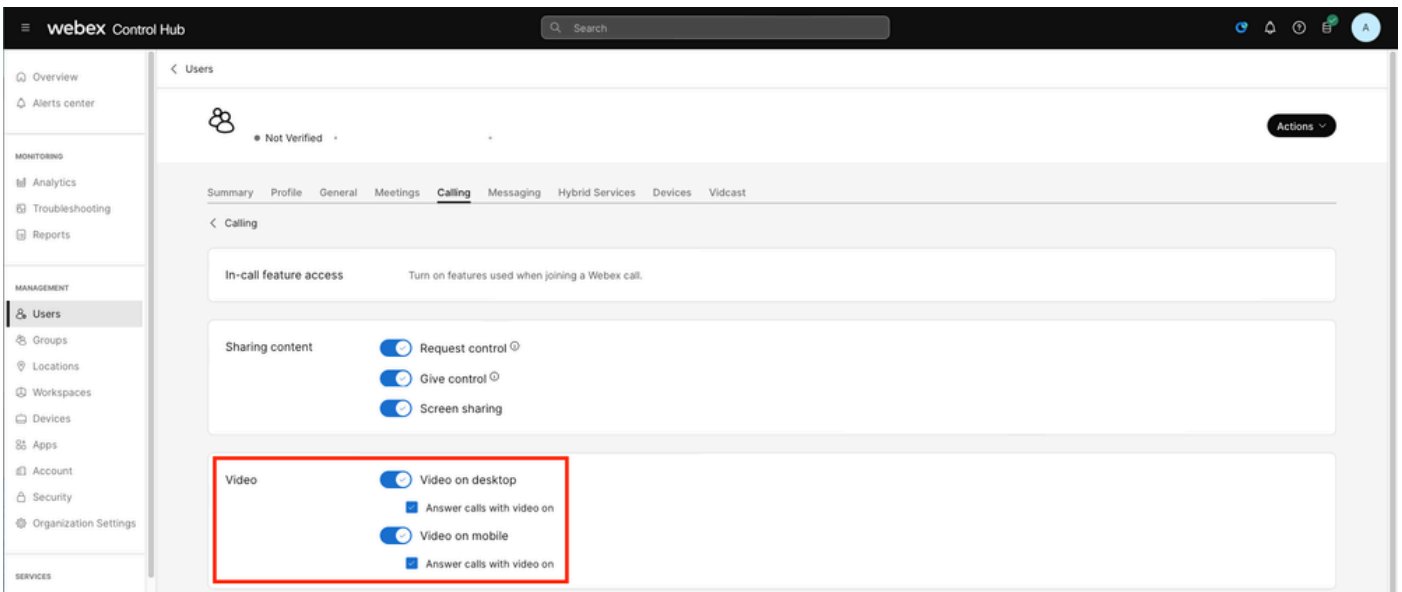 webex Control Hub
Search
A
Overview
Alerts center
MONITORING
Analytics
Troubleshooting
Reports
MANAGEMENT
Users
Groups
Locations
Workspaces
Devices
Apps
Account
Security
Organization Settings
SERVICES
Users
Not Verified
Actions
Summary Profile General Meetings Calling Messaging Hybrid Services Devices Vidcast
Calling
In-call feature access Turn on features used when joining a Webex call.
Sharing content Request control
Give control
Screen sharing
Video Video on desktop
Answer calls with video on
Video on mobile
Answer calls with video on